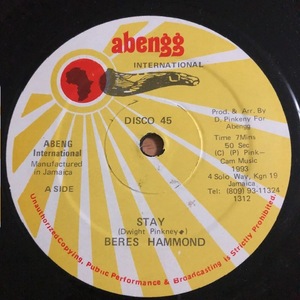 abengg
INTERNATIONAL
DISCO 45
Prod & Arr. By
D. Pinkeny For
Abengg
Time 7Mins
50 Sec
(C) (P) Pink-
Cam Music
1993
4 Solo Way, Kgn 19
Jamaica
Tel: (809) 93-11324
1312
ABENG
International
Manufactured
in Jamaica
A SIDE
STAY
(Dwight Pinkney)
BERES HAMMOND
Unauthorized Copying, Public Performance & Broadcasting is Strictly Prohibited.